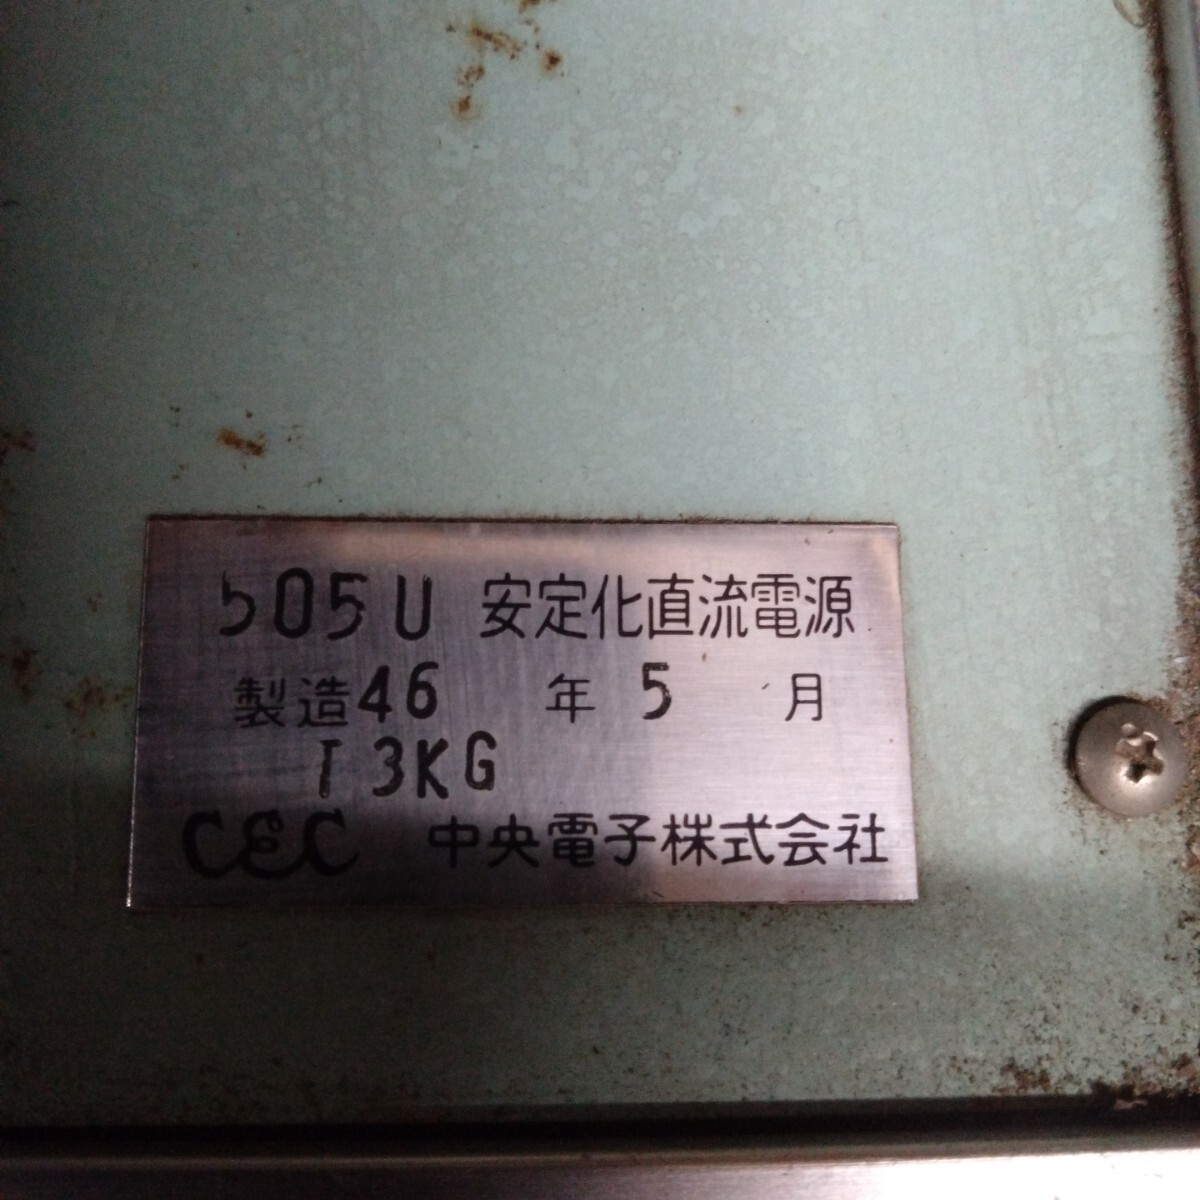 505U 安定化直流電源
製造46年 5月
13KG
CEC 中央電子株式会社